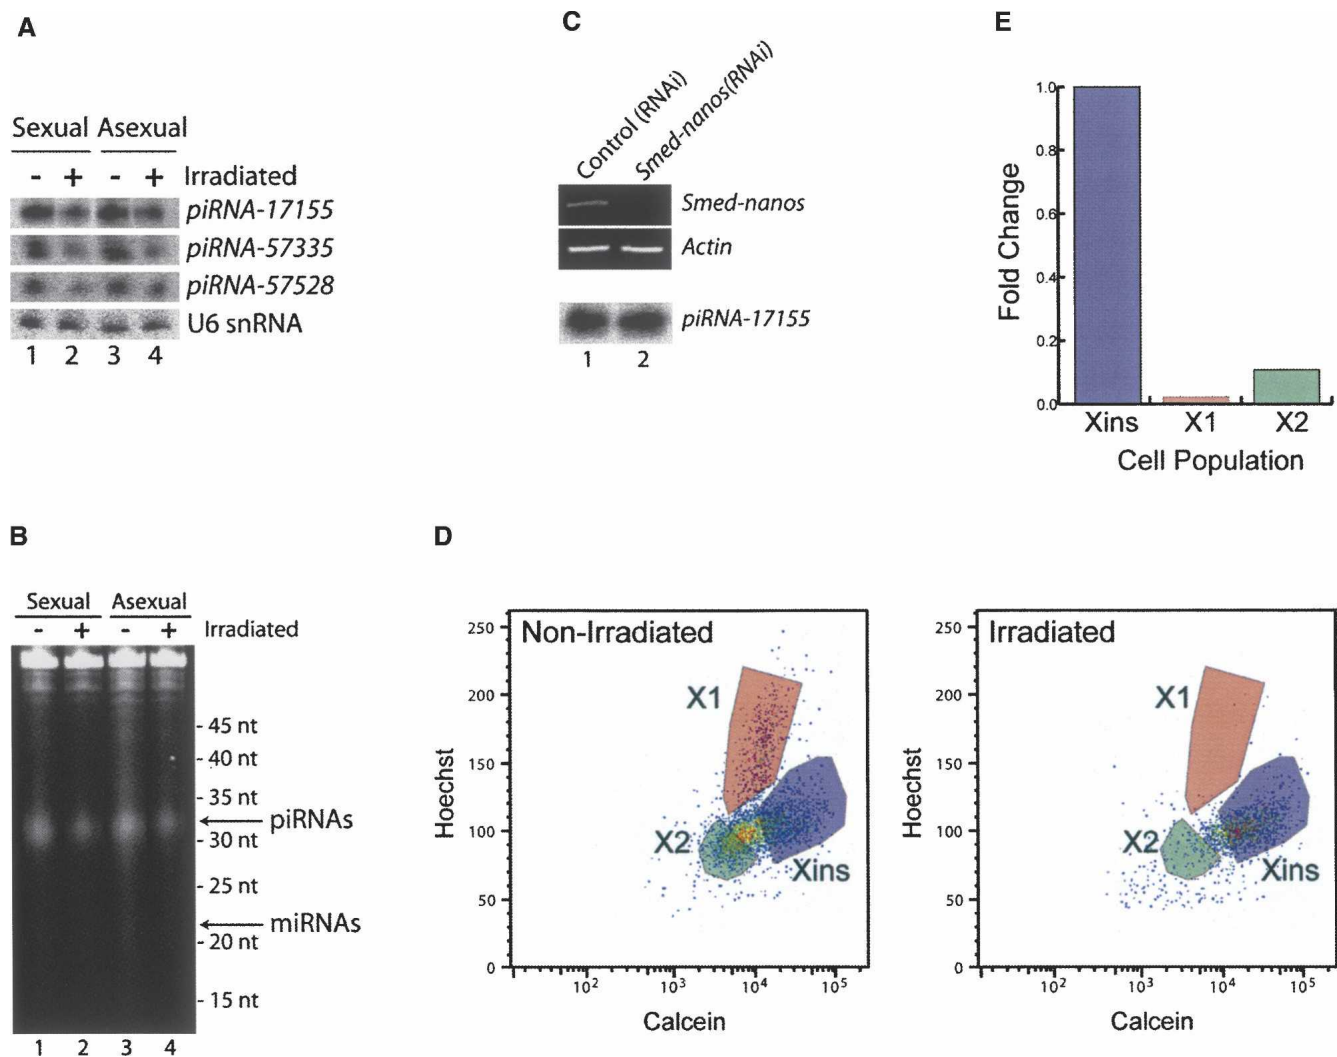 A
Sexual Asexual
- + - + Irradiated
piRNA-17155
piRNA-57335
piRNA-57528
U6 snRNA
1 2 3 4
C
Control (RNAi)
Smed-nanos(RNAi)
Smed-nanos
Actin
piRNA-17155
1 2
E
Fold Change
1.0
0.8
0.6
0.4
0.2
0.0
Xins X1 X2
Cell Population
B
Sexual Asexual
- + - + Irradiated
- 45 nt
- 40 nt
- 35 nt
piRNAs
- 30 nt
- 25 nt
miRNAs
- 20 nt
- 15 nt
1 2 3 4
D
Non-Irradiated
Hoechst
250
200
150
100
50
0
X1
X2
Xins
10² 10³ 10⁴ 10⁵
Calcein
Irradiated
Hoechst
250
200
150
100
50
0
X1
X2
Xins
10² 10³ 10⁴ 10⁵
Calcein